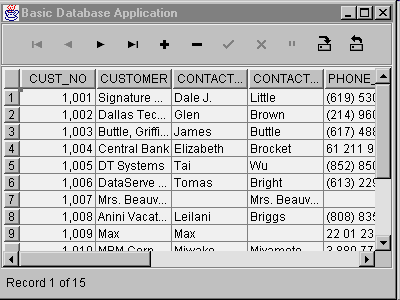 Basic Database Application
CUST_NO CUSTOMER CONTACT... CONTACT... PHONE_
1 1,001 Signature ... Dale J. Little (619) 530
2 1,002 Dallas Tec... Glen Brown (214) 960
3 1,003 Buttle, Griffi... James Buttle (617) 488
4 1,004 Central Bank Elizabeth Brocket 61 211 9
5 1,005 DT Systems Tai Wu (852) 850
6 1,006 DataServe ... Tomas Bright (613) 229
7 1,007 Mrs. Beauv... Mrs. Beauv...
8 1,008 Anini Vacat... Leilani Briggs (808) 835
9 1,009 Max Max 22 01 23
1,010 MPM Corp Miwako Miyamoto 3 880 77
Record 1 of 15